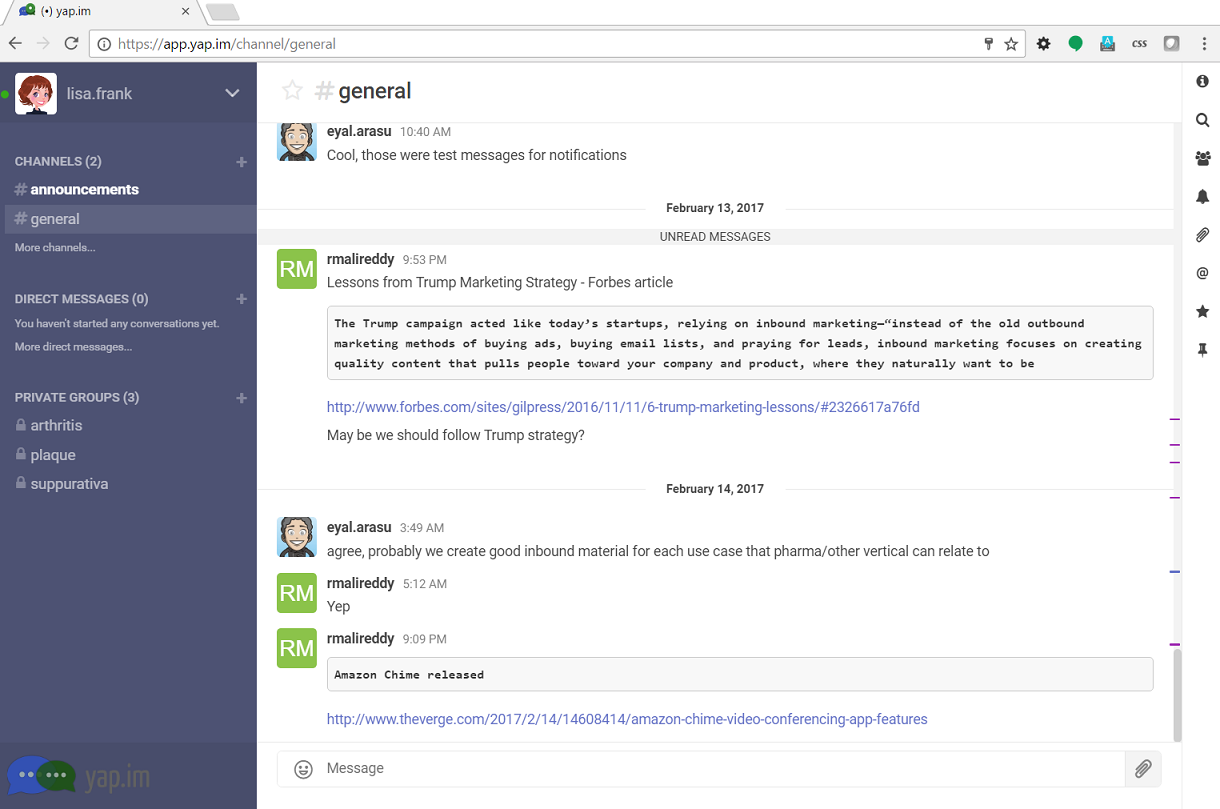 (•) yap.im
https://app.yap.im/channel/general
CSS
lisa.frank
CHANNELS (2)
# announcements
# general
More channels...
DIRECT MESSAGES (0)
You haven't started any conversations yet.
More direct messages...
PRIVATE GROUPS (3)
arthritis
plaque
suppurativa
yap.im
#general
eyal.arasu 10:40 AM
Cool, those were test messages for notifications
February 13, 2017
UNREAD MESSAGES
RM
rmalireddy 9:53 PM
Lessons from Trump Marketing Strategy - Forbes article
The Trump campaign acted like today’s startups, relying on inbound marketing—“instead of the old outbound
marketing methods of buying ads, buying email lists, and praying for leads, inbound marketing focuses on creating
quality content that pulls people toward your company and product, where they naturally want to be
http://www.forbes.com/sites/gilpress/2016/11/11/6-trump-marketing-lessons/#2326617a76fd
May be we should follow Trump strategy?
February 14, 2017
eyal.arasu 3:49 AM
agree, probably we create good inbound material for each use case that pharma/other vertical can relate to
RM
rmalireddy 5:12 AM
Yep
RM
rmalireddy 9:09 PM
Amazon Chime released
http://www.theverge.com/2017/2/14/14608414/amazon-chime-video-conferencing-app-features
Message